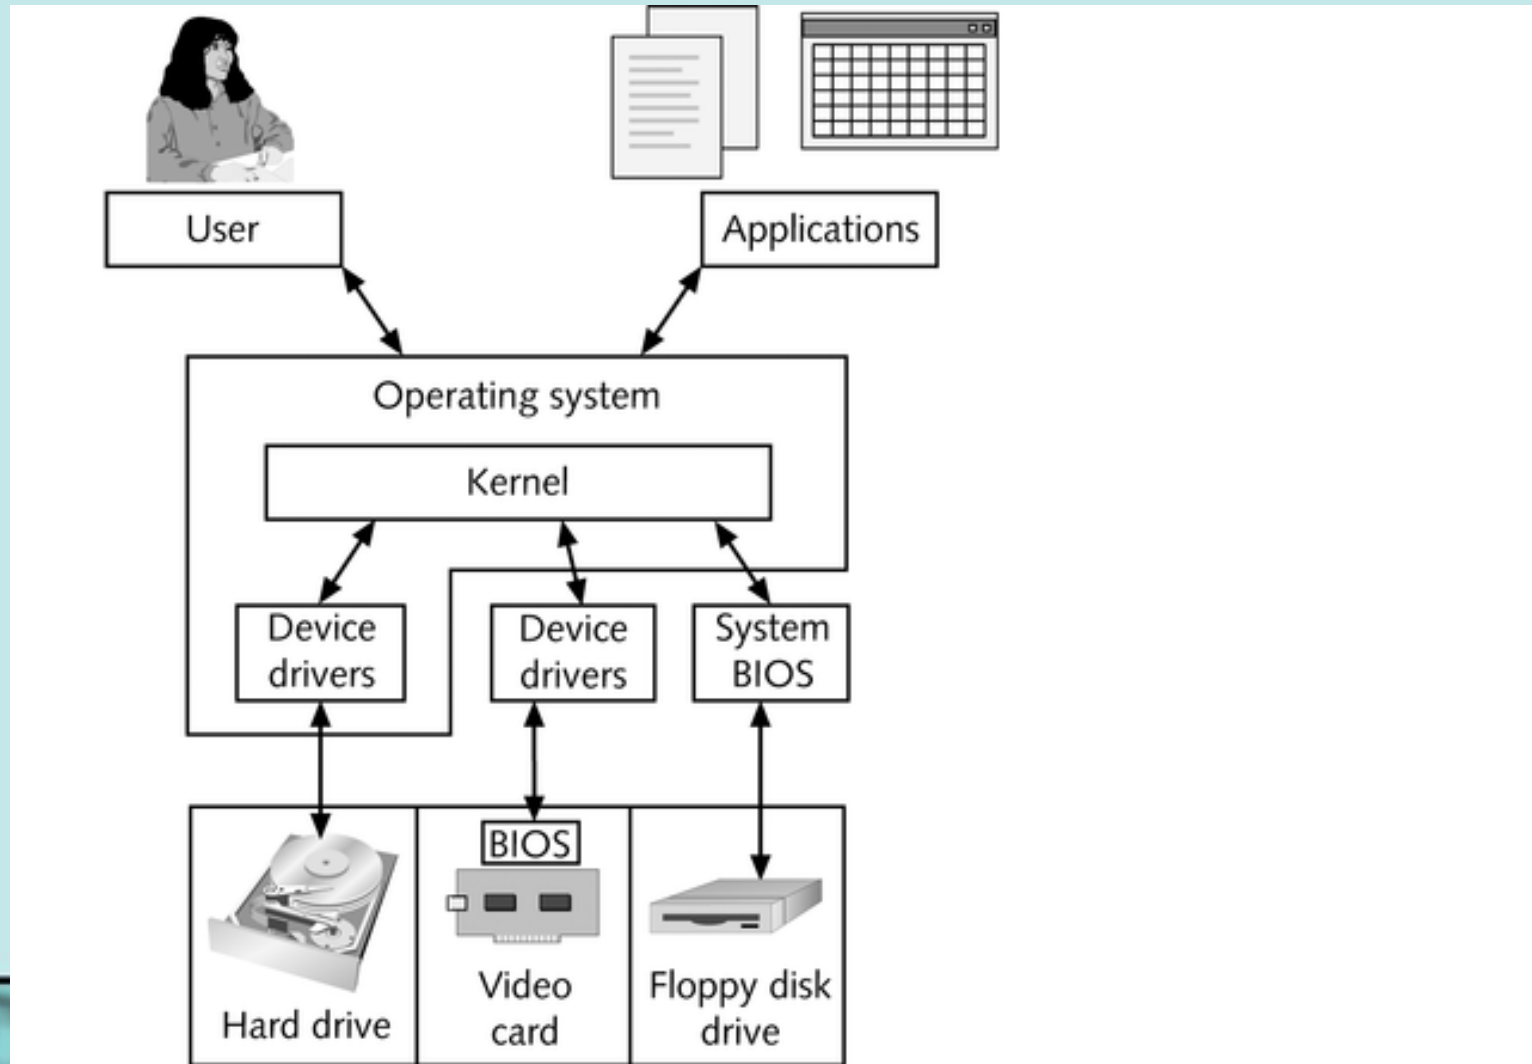 User
Applications
Operating system
Kernel
Device
drivers
Device
drivers
System
BIOS
BIOS
Hard drive
Video
card
Floppy disk
drive